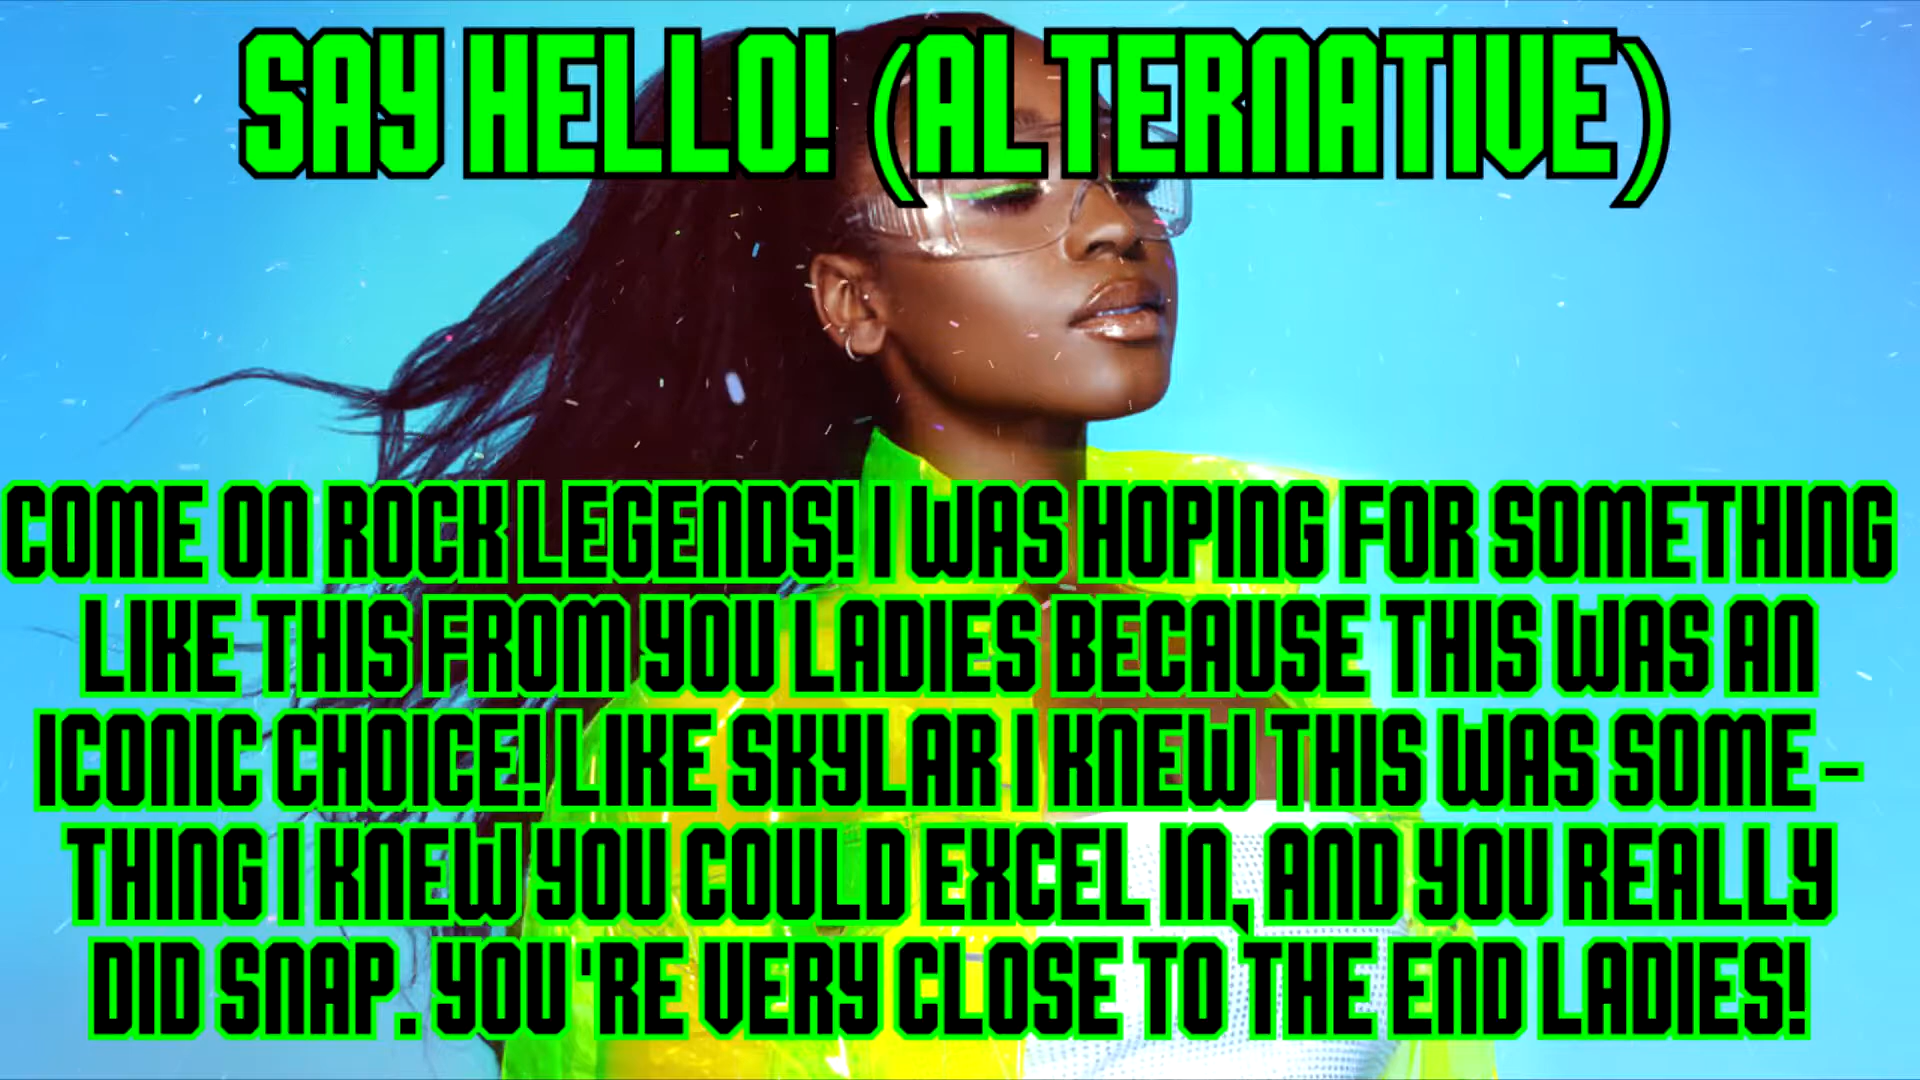 SAY HELLO! (ALTERNATIVE)
COME ON ROCK LEGENDS! I WAS HOPING FOR SOMETHING
LIKE THIS FROM YOU LADIES BECAUSE THIS WAS AN
ICONIC CHOICE! LIKE SKYLAR I KNEW THIS WAS SOME-
THING I KNEW YOU COULD EXCEL IN, AND YOU REALLY
DID SNAP. YOU'RE VERY CLOSE TO THE END LADIES!